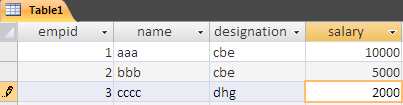 Table1
empid name designation salary
1 aaa cbe 10000
2 bbb cbe 5000
3 cccc dhg 2000